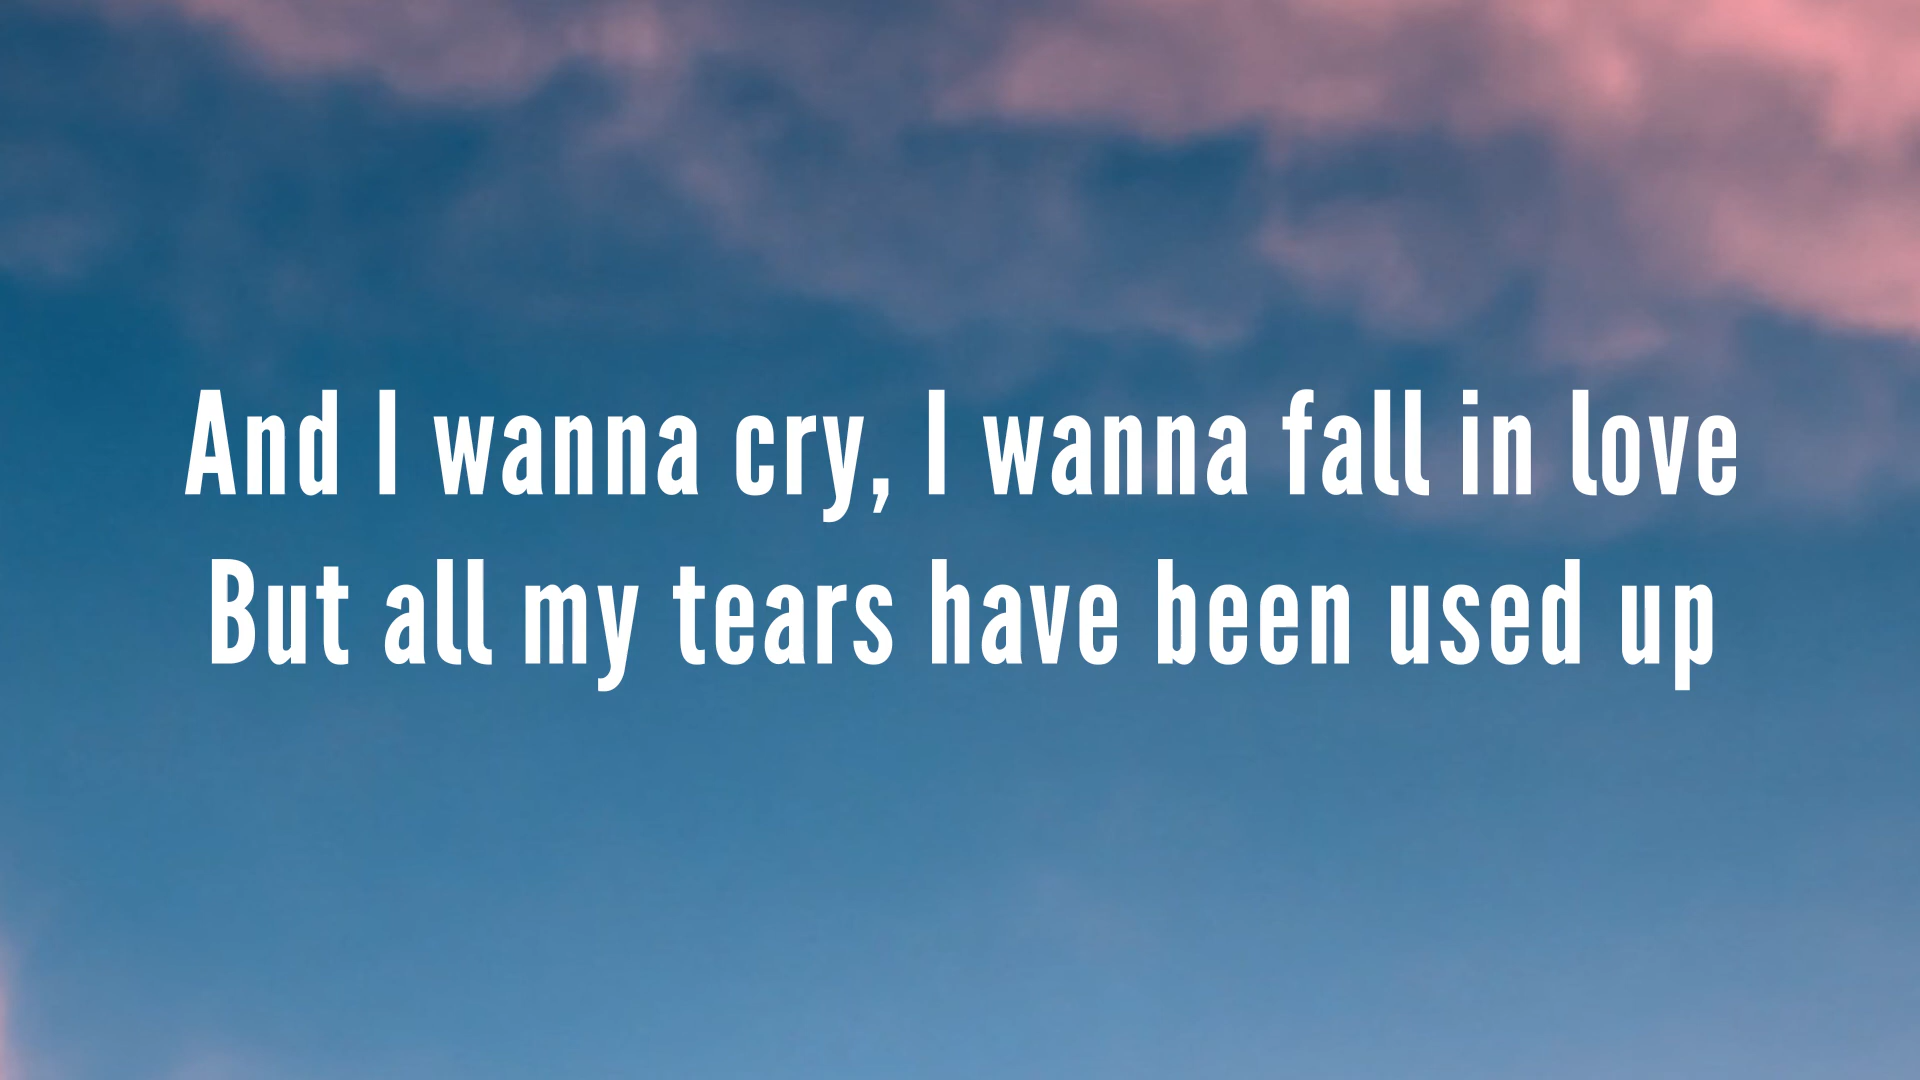 And I wanna cry, I wanna fall in love
But all my tears have been used up